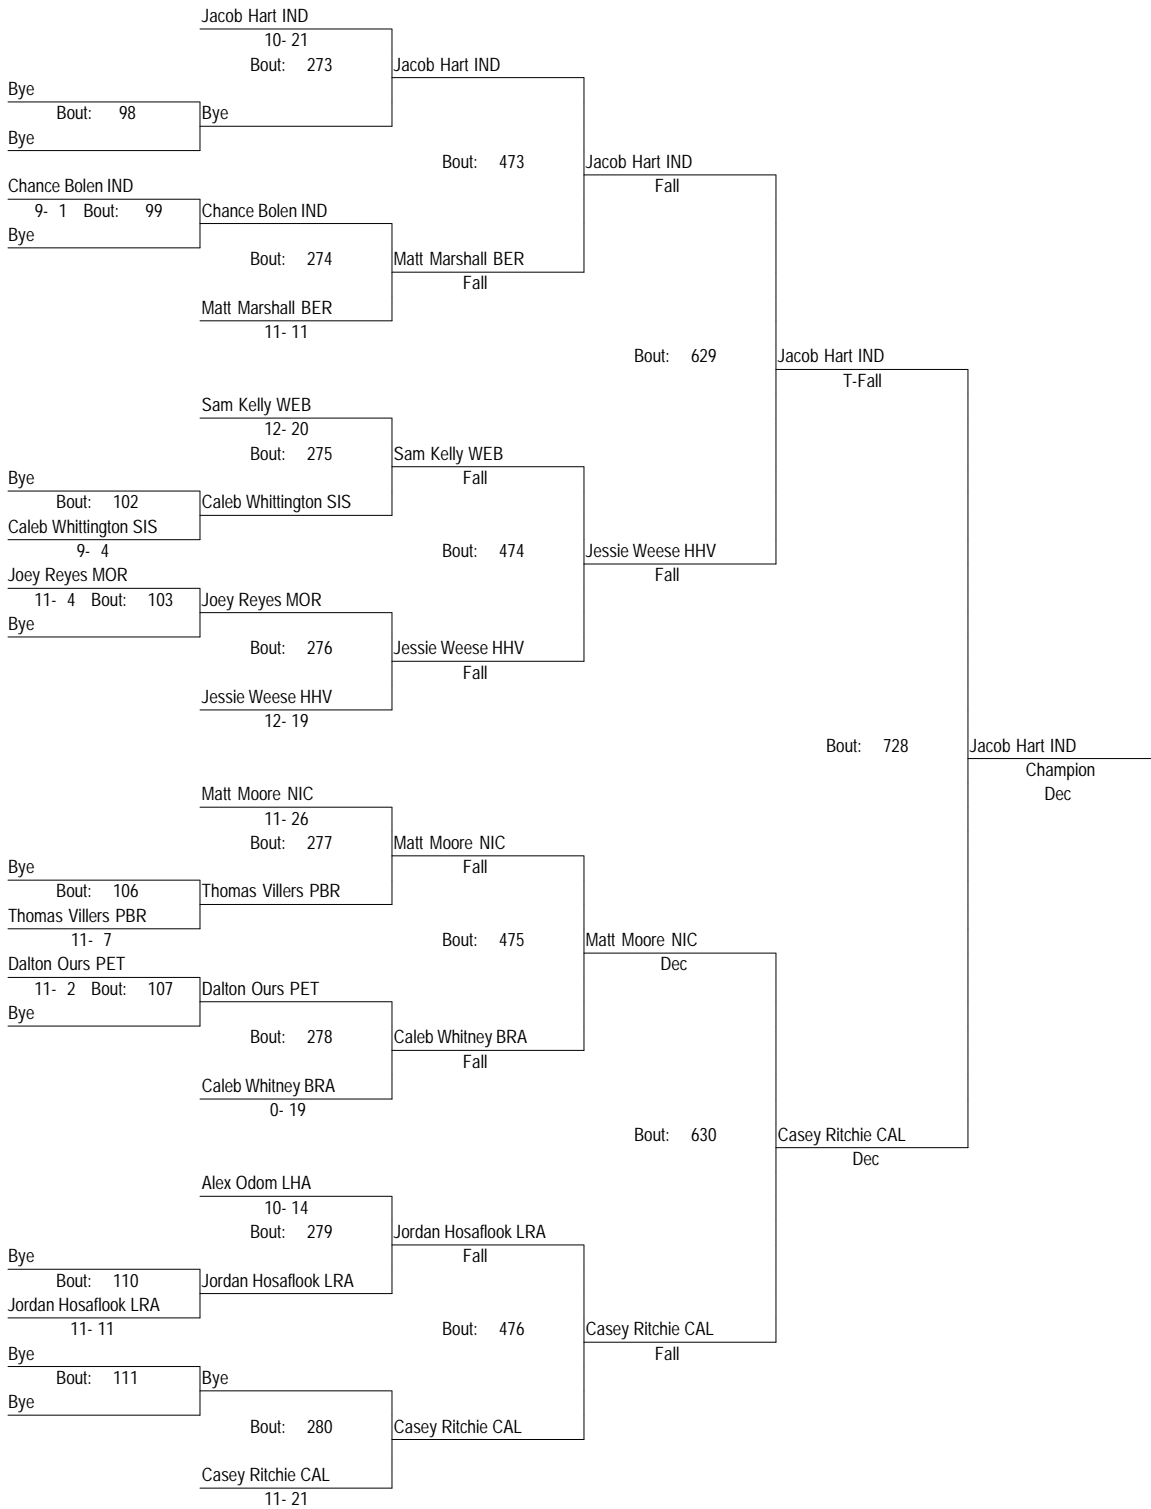 Jacob Hart IND
10- 21
Bout: 273
Jacob Hart IND
Bye
Bout: 98
Bye
Bye
Bout: 473
Jacob Hart IND
Fall
Chance Bolen IND
9- 1 Bout: 99
Chance Bolen IND
Bye
Bout: 274
Matt Marshall BER
Fall
Matt Marshall BER
11- 11
Bout: 629
Jacob Hart IND
T-Fall
Sam Kelly WEB
12- 20
Bout: 275
Sam Kelly WEB
Fall
Bye
Bout: 102
Caleb Whittington SIS
Caleb Whittington SIS
9- 4
Bout: 474
Jessie Weese HHV
Fall
Joey Reyes MOR
11- 4 Bout: 103
Joey Reyes MOR
Bye
Bout: 276
Jessie Weese HHV
Fall
Jessie Weese HHV
12- 19
Bout: 728
Jacob Hart IND
Champion
Dec
Matt Moore NIC
11- 26
Bout: 277
Matt Moore NIC
Fall
Bye
Bout: 106
Thomas Villers PBR
Thomas Villers PBR
11- 7
Bout: 475
Matt Moore NIC
Dec
Dalton Ours PET
11- 2 Bout: 107
Dalton Ours PET
Bye
Bout: 278
Caleb Whitney BRA
Fall
Caleb Whitney BRA
0- 19
Bout: 630
Casey Ritchie CAL
Dec
Alex Odom LHA
10- 14
Bout: 279
Jordan Hosaflook LRA
Fall
Bye
Bout: 110
Jordan Hosaflook LRA
Jordan Hosaflook LRA
11- 11
Bout: 476
Casey Ritchie CAL
Fall
Bye
Bout: 111
Bye
Bye
Bout: 280
Casey Ritchie CAL
Casey Ritchie CAL
11- 21